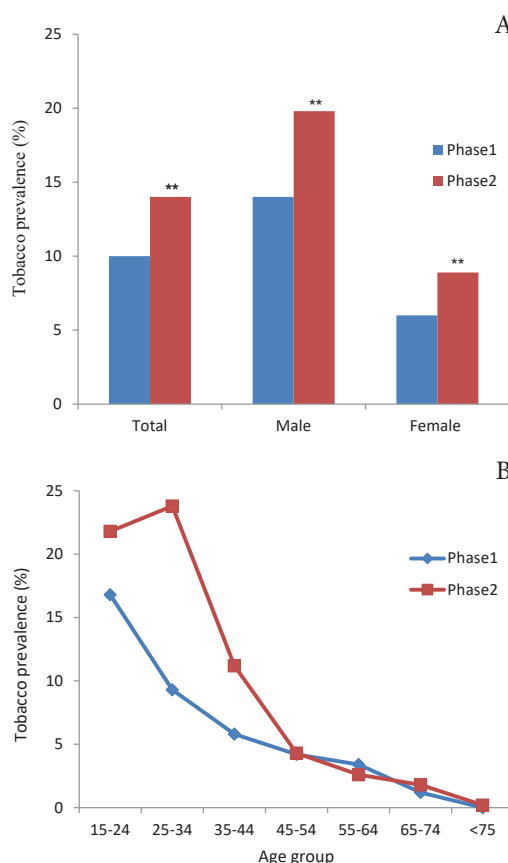 A
25
20
15
10
5
0
Tobacco prevalence (%)
**
**
**
Phase1
Phase2
Total Male Female
B
25
20
15
10
5
0
Tobacco prevalence (%)
Phase1
Phase2
15-24 25-34 35-44 45-54 55-64 65-74 <75
Age group